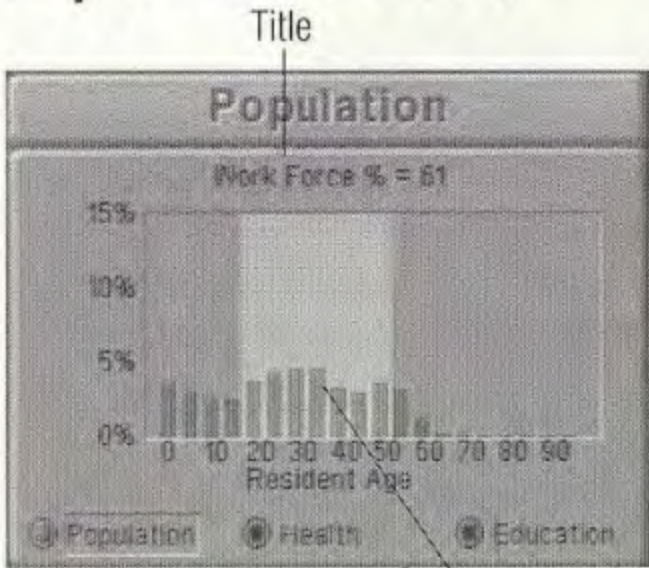 Title
Population
Work Force % = 61
15%
10%
5%
0%
0 10 20 30 40 50 60 70 80 90
Resident Age
Population Health Education